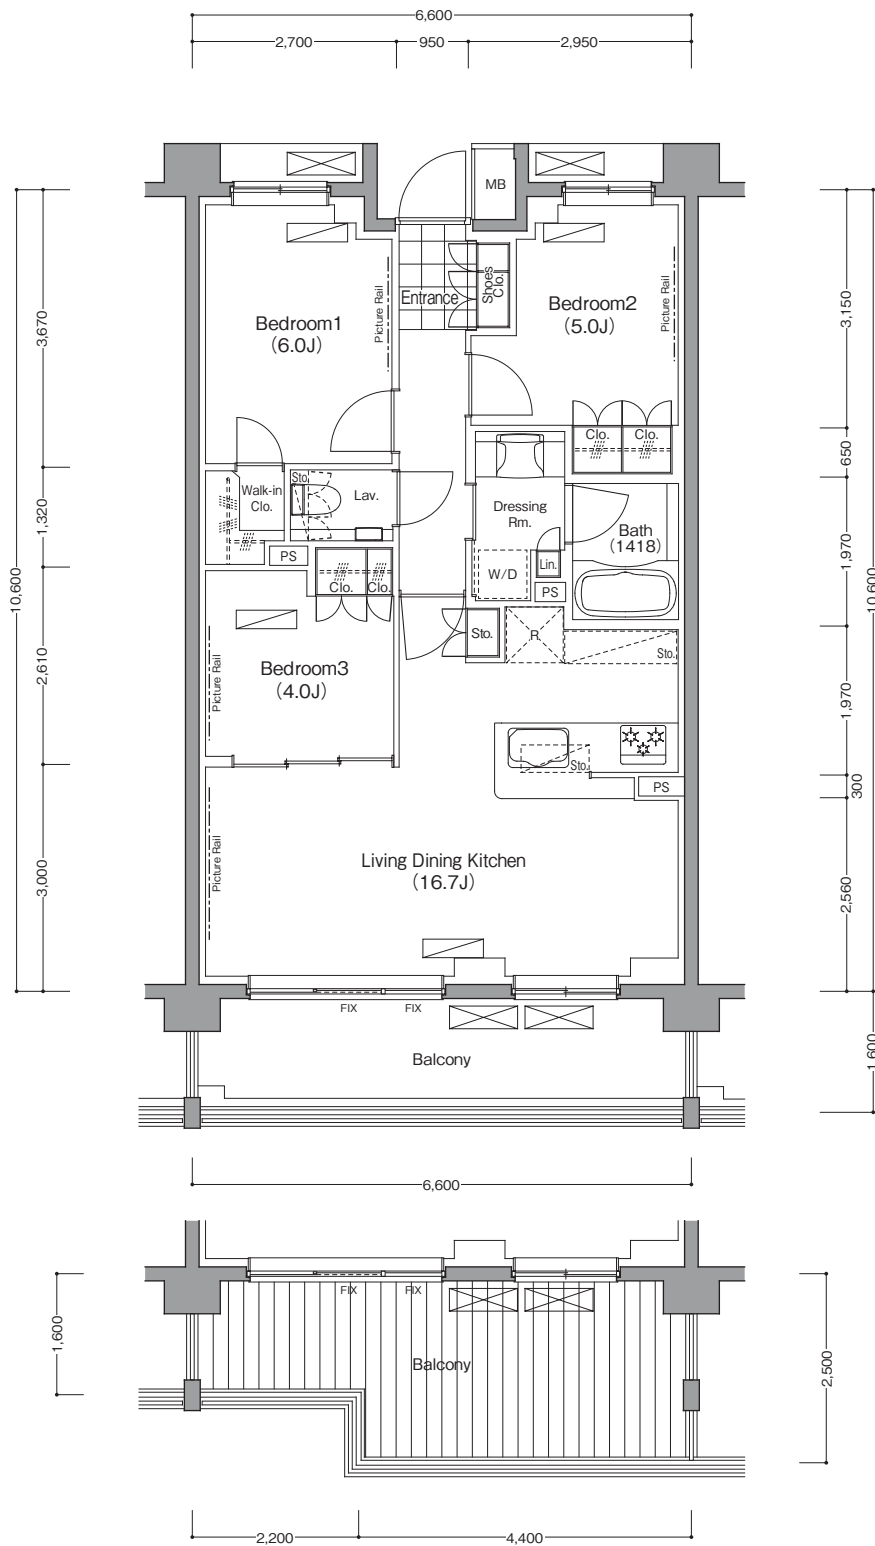 6,600
2,700
950
2,950
MB
Entrance
Shoes
Clo.
Bedroom1
(6.0J)
Picture Rail
Bedroom2
(5.0J)
Picture Rail
3,670
3,150
Clo.
Clo.
650
Walk-in
Clo.
Sto.
Lav.
Dressing
Rm.
Bath
(1418)
1,320
1,970
PS
Clo.
Clo.
W/D
Lin.
PS
10,600
10,600
Sto.
R
Sto.
Bedroom3
(4.0J)
Picture Rail
2,610
1,970
Sto.
PS
300
Living Dining Kitchen
(16.7J)
Picture Rail
3,000
2,560
FIX
FIX
Balcony
1,600
6,600
FIX
FIX
Balcony
1,600
2,500
2,200
4,400